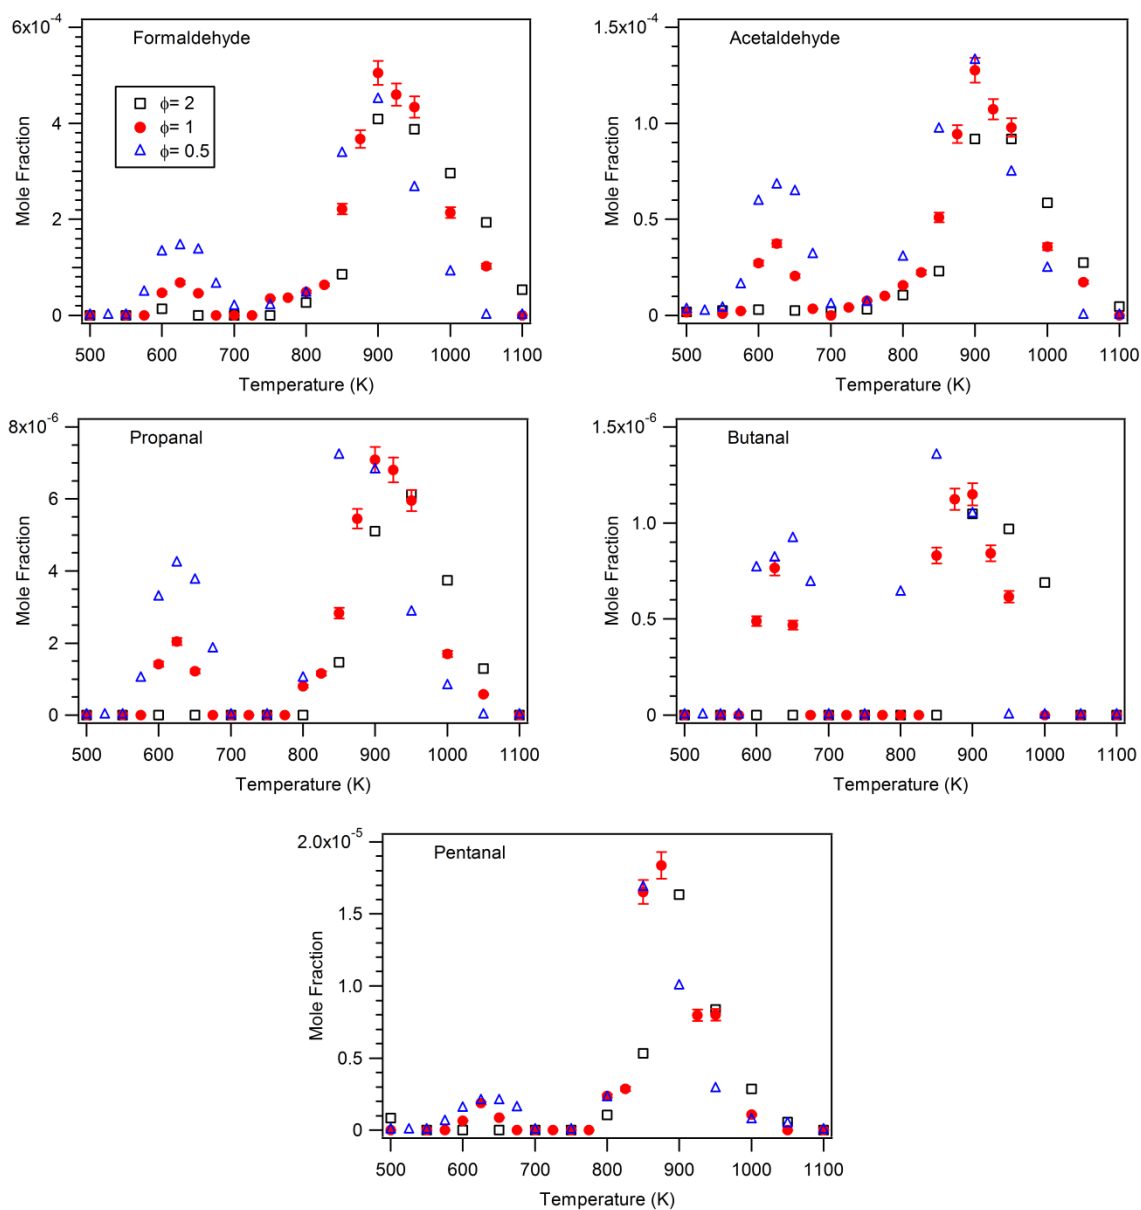 6x10⁻⁴
Formaldehyde
ϕ= 2
ϕ= 1
ϕ= 0.5
4
2
0
Mole Fraction
500 600 700 800 900 1000 1100
Temperature (K)
1.5x10⁻⁴
Acetaldehyde
1.0
0.5
0
Mole Fraction
500 600 700 800 900 1000 1100
Temperature (K)
8x10⁻⁶
Propanal
6
4
2
0
Mole Fraction
500 600 700 800 900 1000 1100
Temperature (K)
1.5x10⁻⁶
Butanal
1.0
0.5
0
Mole Fraction
500 600 700 800 900 1000 1100
Temperature (K)
2.0x10⁻⁵
Pentanal
1.5
1.0
0.5
0
Mole Fraction
500 600 700 800 900 1000 1100
Temperature (K)